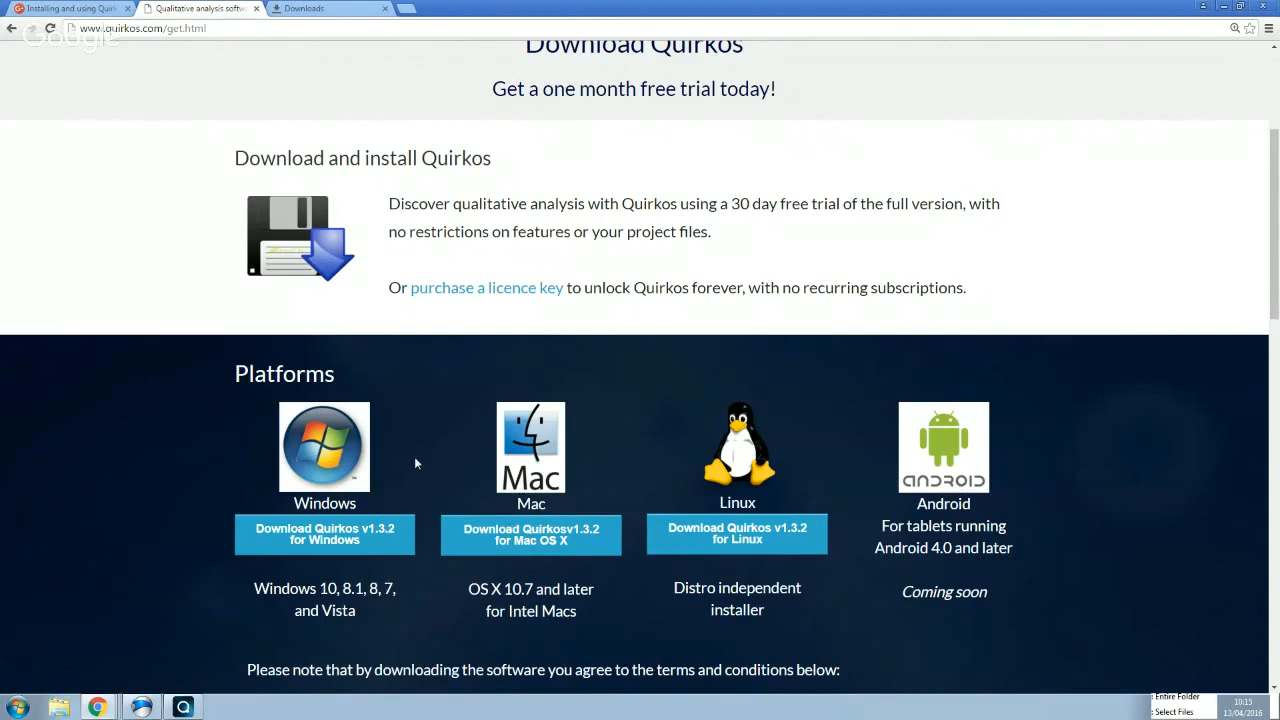 Installing and using Quirk
Qualitative analysis softw
Downloads
www.quirkos.com/get.html
Google
Download Quirkos
Get a one month free trial today!
Download and install Quirkos
Discover qualitative analysis with Quirkos using a 30 day free trial of the full version, with
no restrictions on features or your project files.
Or purchase a licence key to unlock Quirkos forever, with no recurring subscriptions.
Platforms
Mac
ANDROID
Windows
Mac
Linux
Android
Download Quirkos v1.3.2
for Windows
Download Quirkosv1.3.2
for Mac OS X
Download Quirkos v1.3.2
for Linux
For tablets running
Android 4.0 and later
Windows 10, 8.1, 8, 7,
and Vista
OS X 10.7 and later
for Intel Macs
Distro independent
installer
Coming soon
Please note that by downloading the software you agree to the terms and conditions below:
: Entire Folder
: Select Files
10:15
13/04/2016